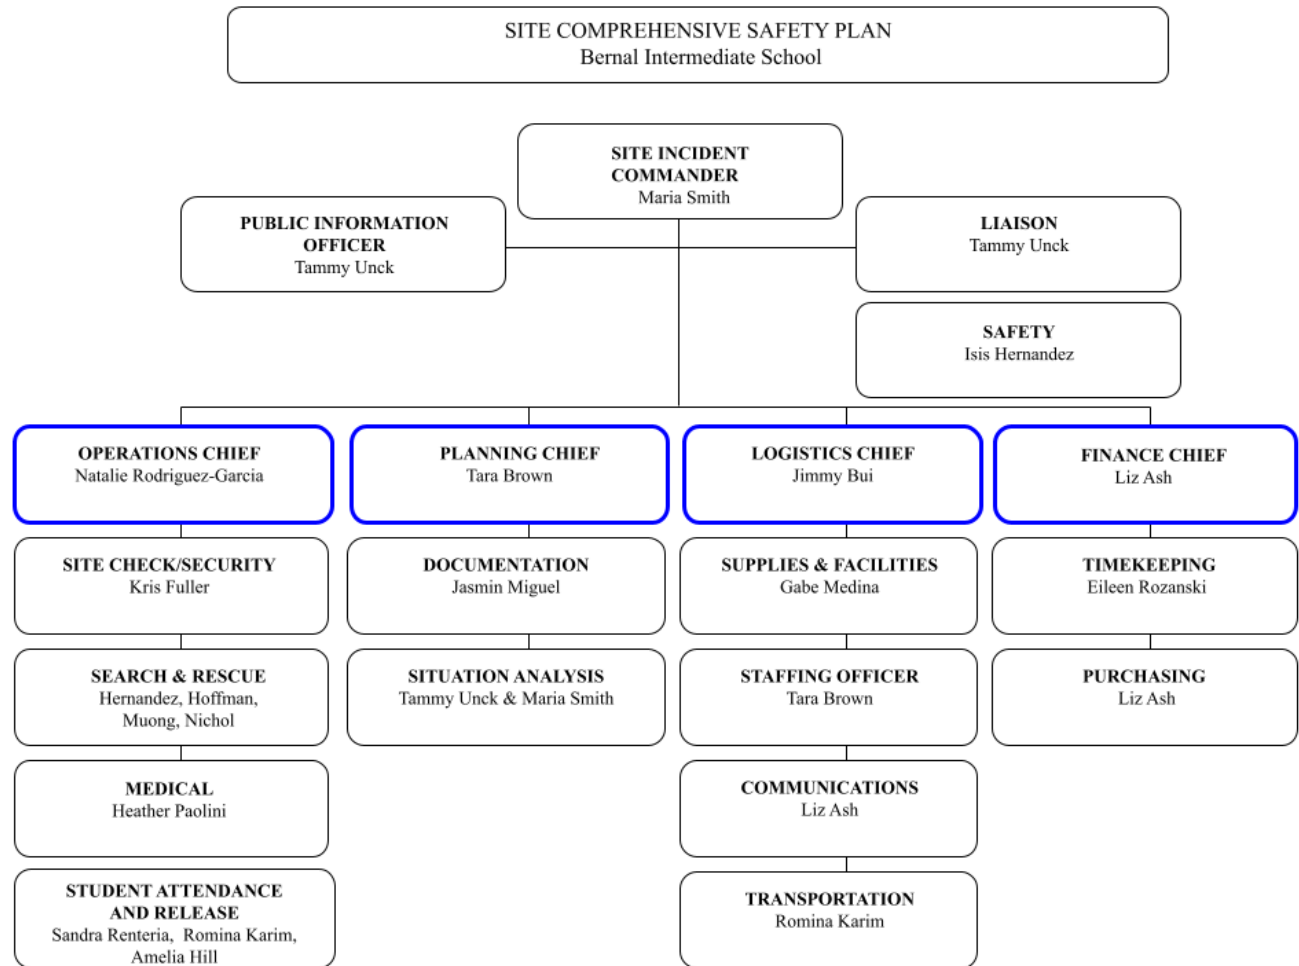 SITE COMPREHENSIVE SAFETY PLAN
Bernal Intermediate School
SITE INCIDENT
COMMANDER
Maria Smith
PUBLIC INFORMATION
OFFICER
Tammy Unck
LIAISON
Tammy Unck
SAFETY
Isis Hernandez
OPERATIONS CHIEF
Natalie Rodriguez-Garcia
PLANNING CHIEF
Tara Brown
LOGISTICS CHIEF
Jimmy Bui
FINANCE CHIEF
Liz Ash
SITE CHECK/SECURITY
Kris Fuller
DOCUMENTATION
Jasmin Miguel
SUPPLIES & FACILITIES
Gabe Medina
TIMEKEEPING
Eileen Rozanski
SEARCH & RESCUE
Hernandez, Hoffman,
Muong, Nichol
SITUATION ANALYSIS
Tammy Unck & Maria Smith
STAFFING OFFICER
Tara Brown
PURCHASING
Liz Ash
MEDICAL
Heather Paolini
COMMUNICATIONS
Liz Ash
STUDENT ATTENDANCE
AND RELEASE
Sandra Renteria, Romina Karim,
Amelia Hill
TRANSPORTATION
Romina Karim